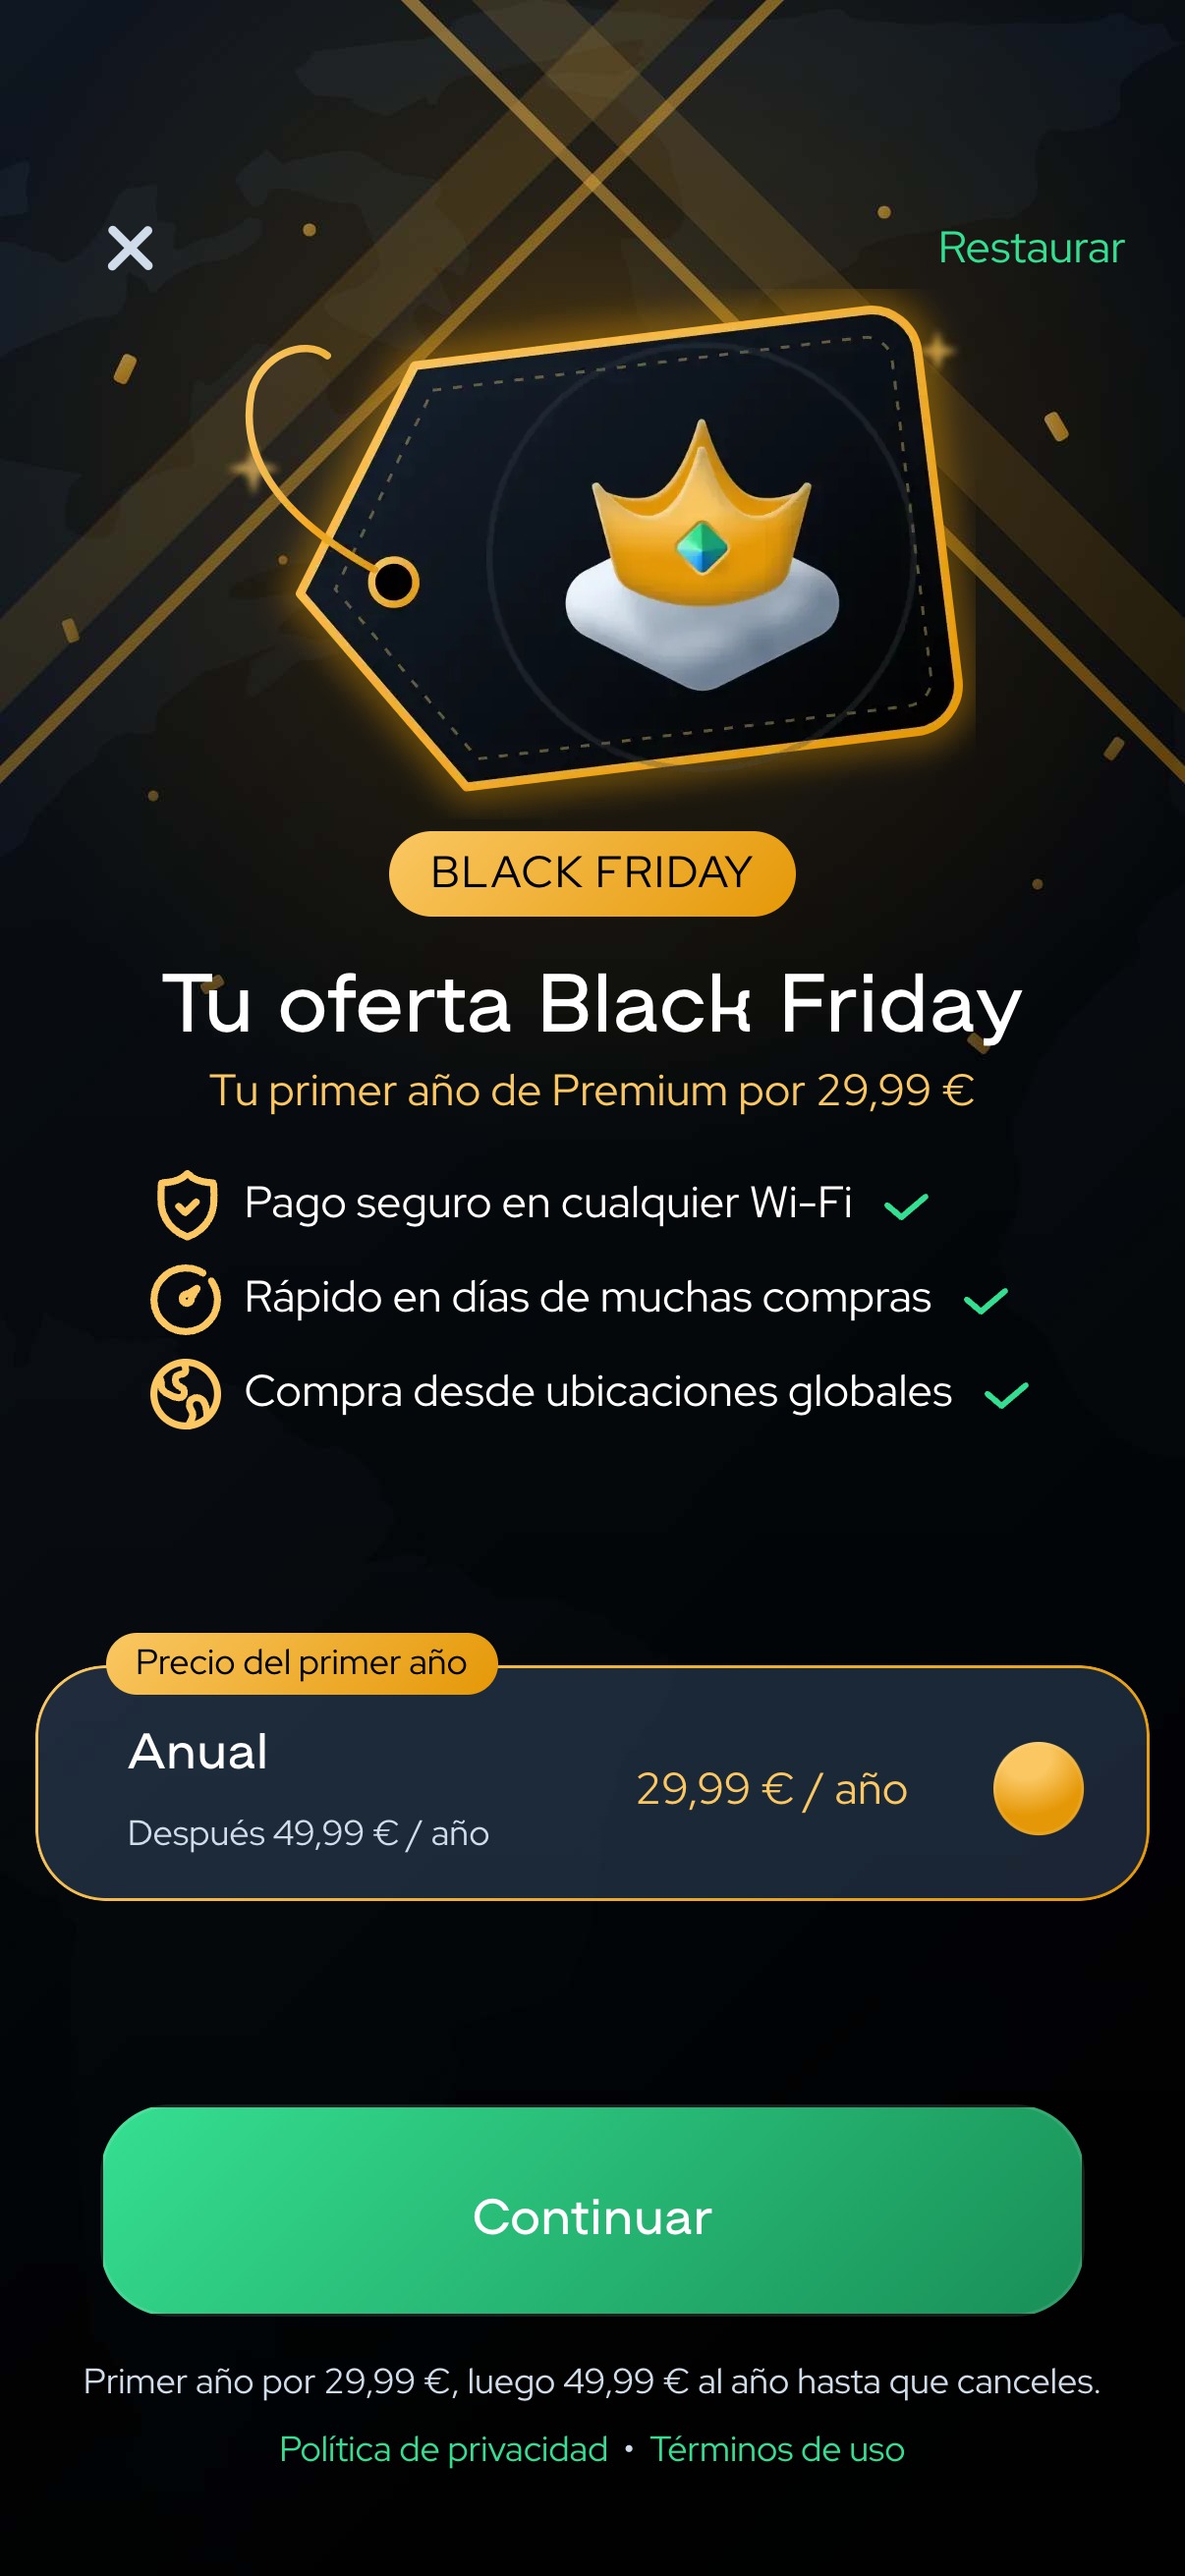 Restaurar
BLACK FRIDAY
Tu oferta Black Friday
Tu primer año de Premium por 29,99 €
Pago seguro en cualquier Wi-Fi
Rápido en días de muchas compras
Compra desde ubicaciones globales
Precio del primer año
Anual
29,99 € / año
Después 49,99 € / año
Continuar
Primer año por 29,99 €, luego 49,99 € al año hasta que canceles.
Política de privacidad • Términos de uso